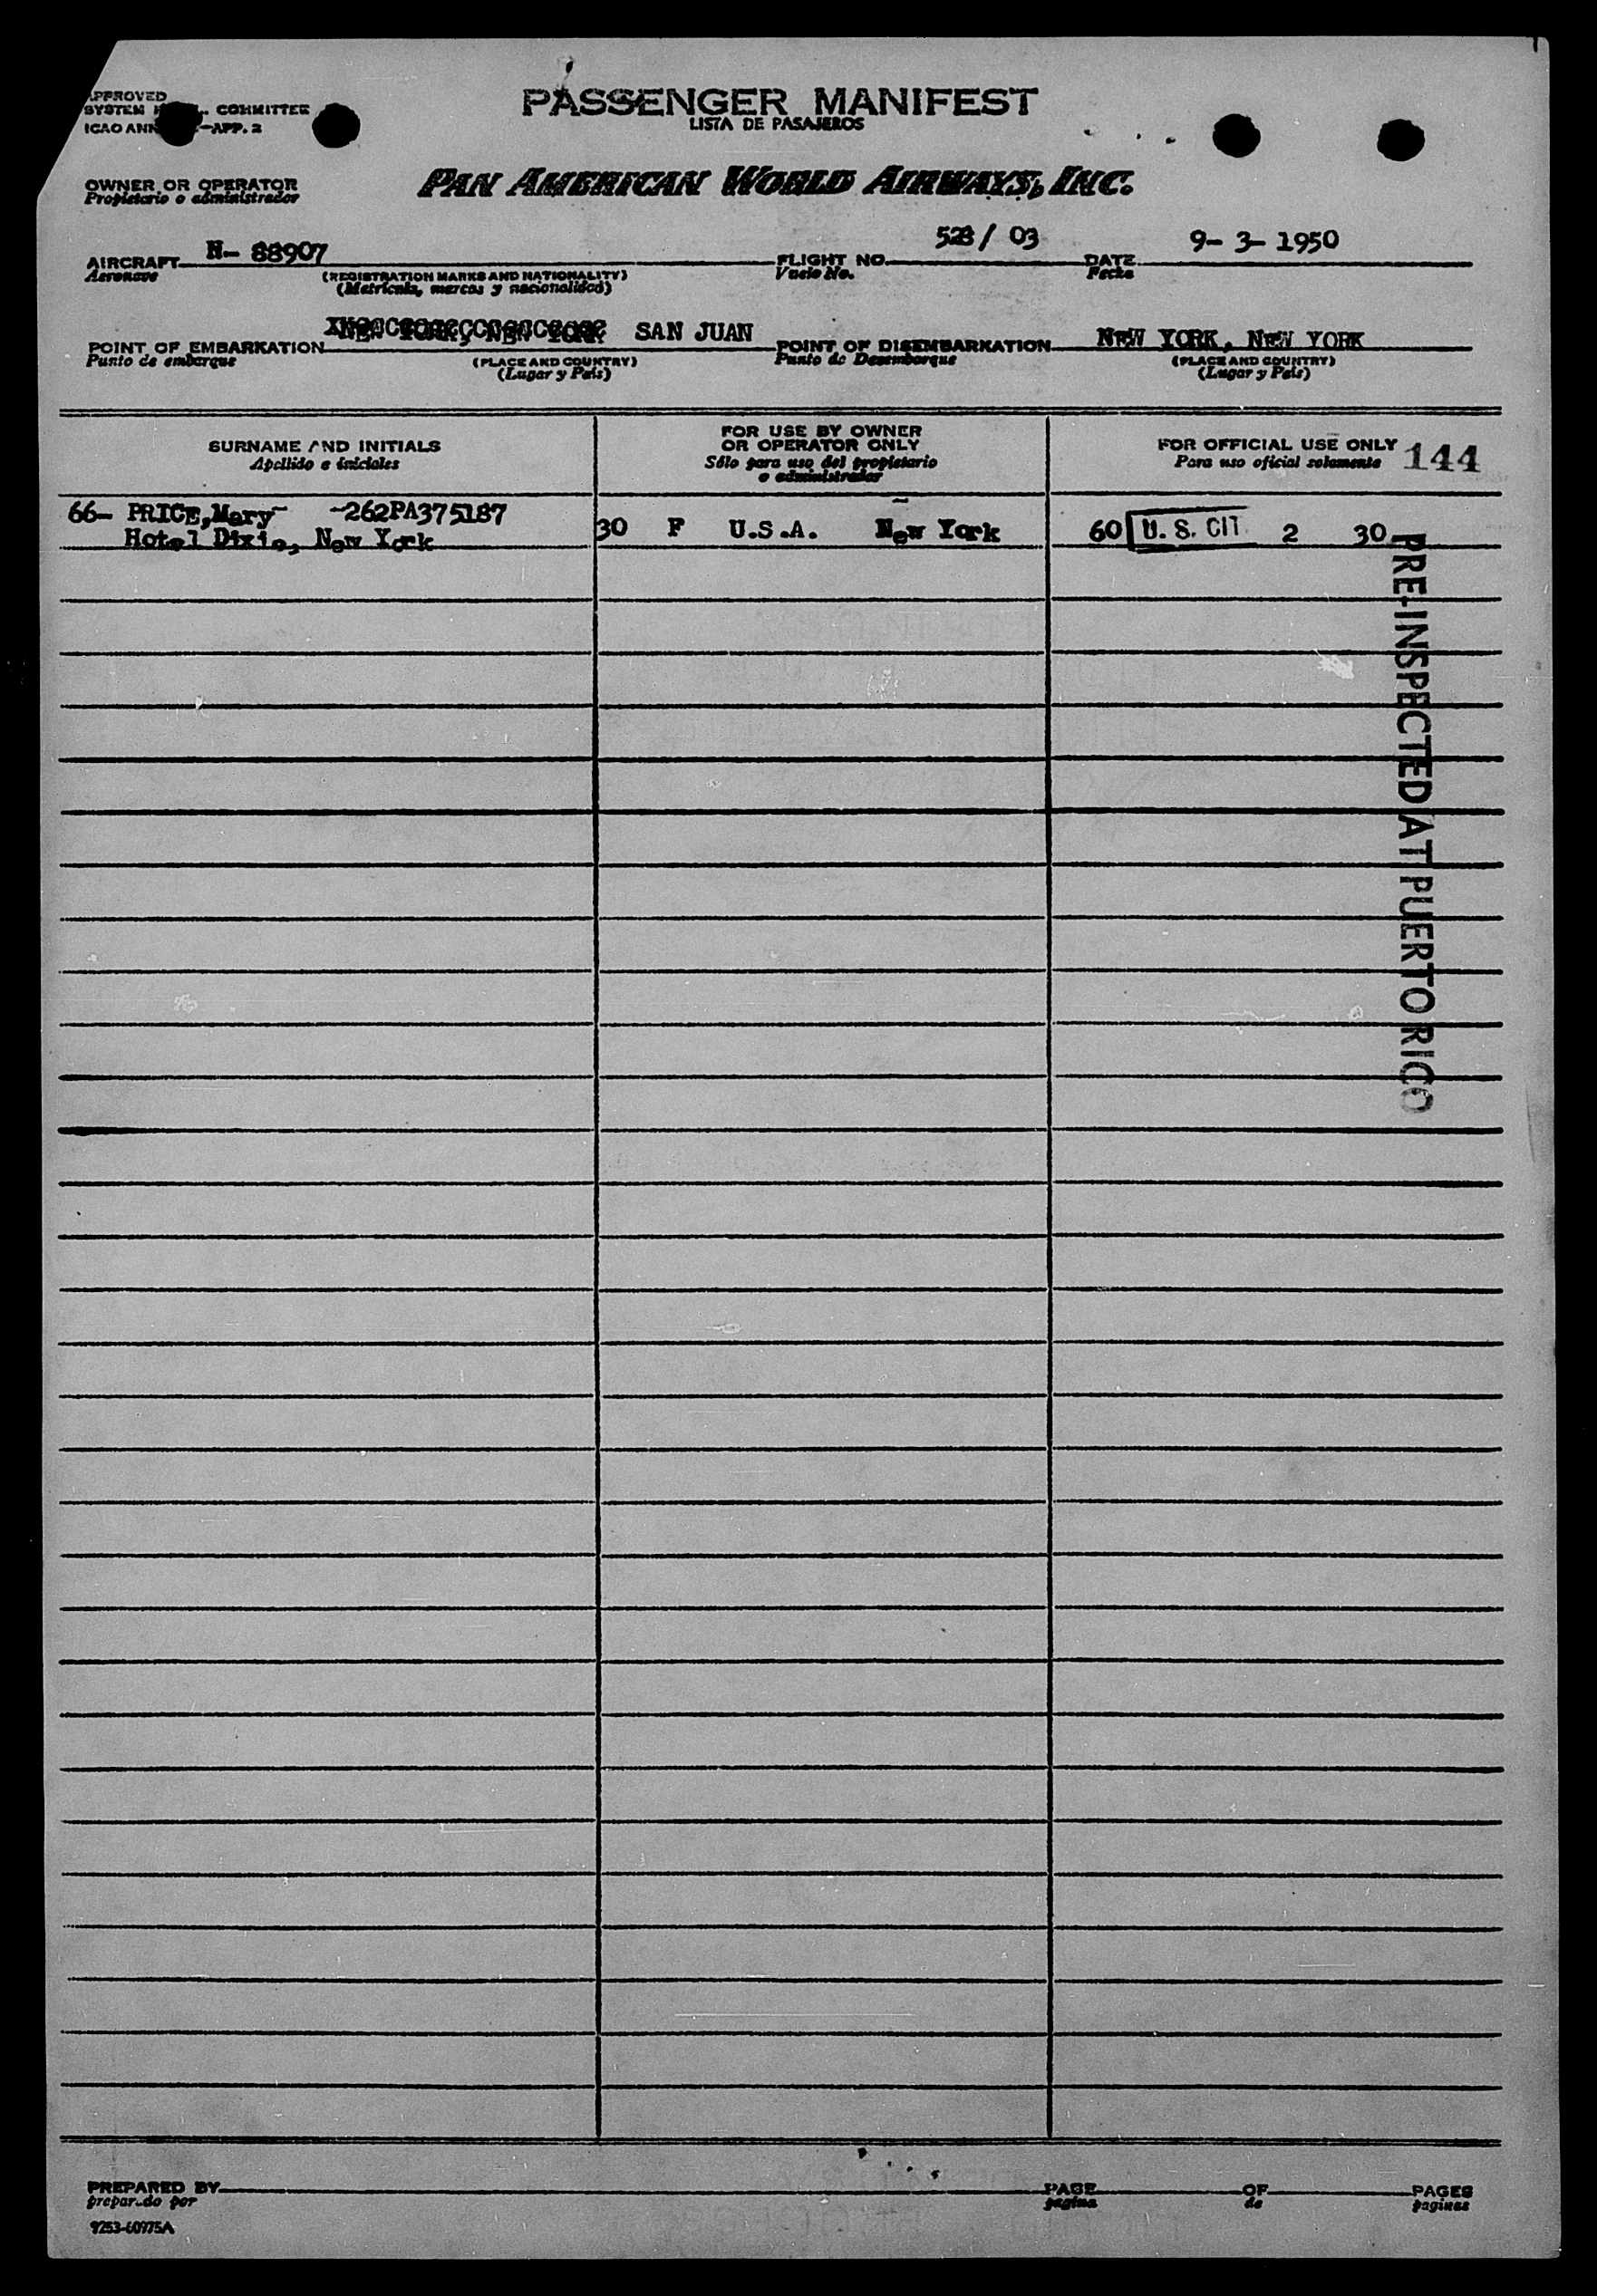 APPROVED
SYSTEM COMMITTEE
ICAO APP. 2
PASSENGER MANIFEST
LISTA DE PASAJEROS
OWNER OR OPERATOR
Propietario o administrador
PAN AMERICAN WORLD AIRWAYS, INC.
AIRCRAFT N- 88907 FLIGHT NO. / 03 DATE 9- 3- 1950
Aeronave (REGISTRATION MARKS AND NATIONALITY) Vuelo No. Fecha
(Matrícula, marcas y nacionalidad)
POINT OF EMBARKATION SAN JUAN POINT OF DISEMBARKATION NEW YORK, NEW YORK
Punto de embarque (PLACE AND COUNTRY) Punto de Desembarque (PLACE AND COUNTRY)
(Lugar y País) (Lugar y País)
SURNAME AND INITIALS
Apellido e iniciales
FOR USE BY OWNER
OR OPERATOR ONLY
Sólo para uso del propietario
o administrador
FOR OFFICIAL USE ONLY 144
Para uso oficial solamente
66- PRICE, Mary -262PA375187
Hotel Dixie, New York
30 F U.S.A. New York 60 U. S. CIT 2 30
PRE-INSPECTED AT PUERTO RICO
PREPARED BY PAGE OF PAGES
preparado por pagina de paginas
9253-60975A